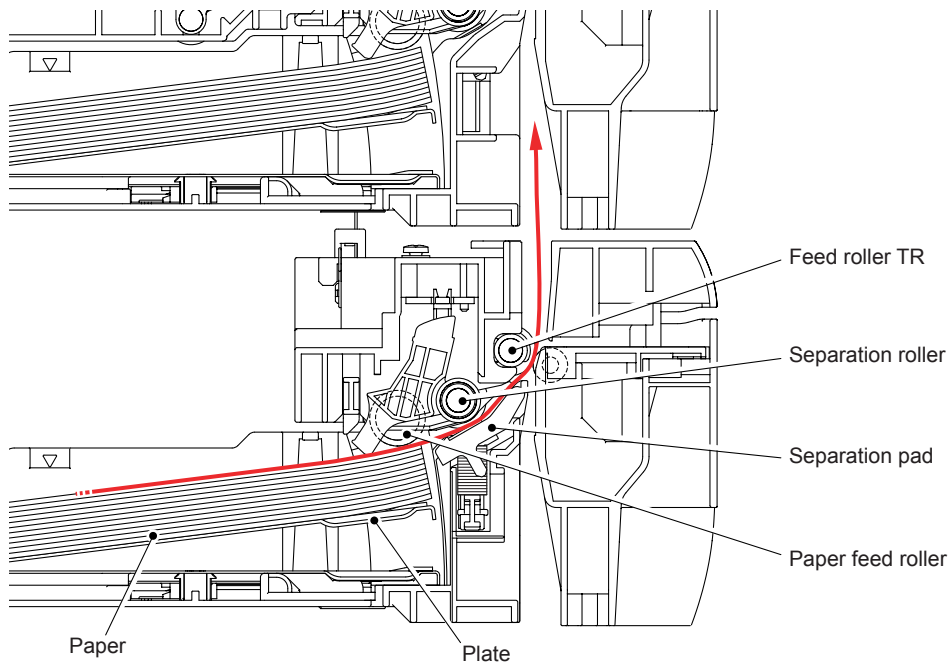 Feed roller TR
Separation roller
Separation pad
Paper feed roller
Paper
Plate